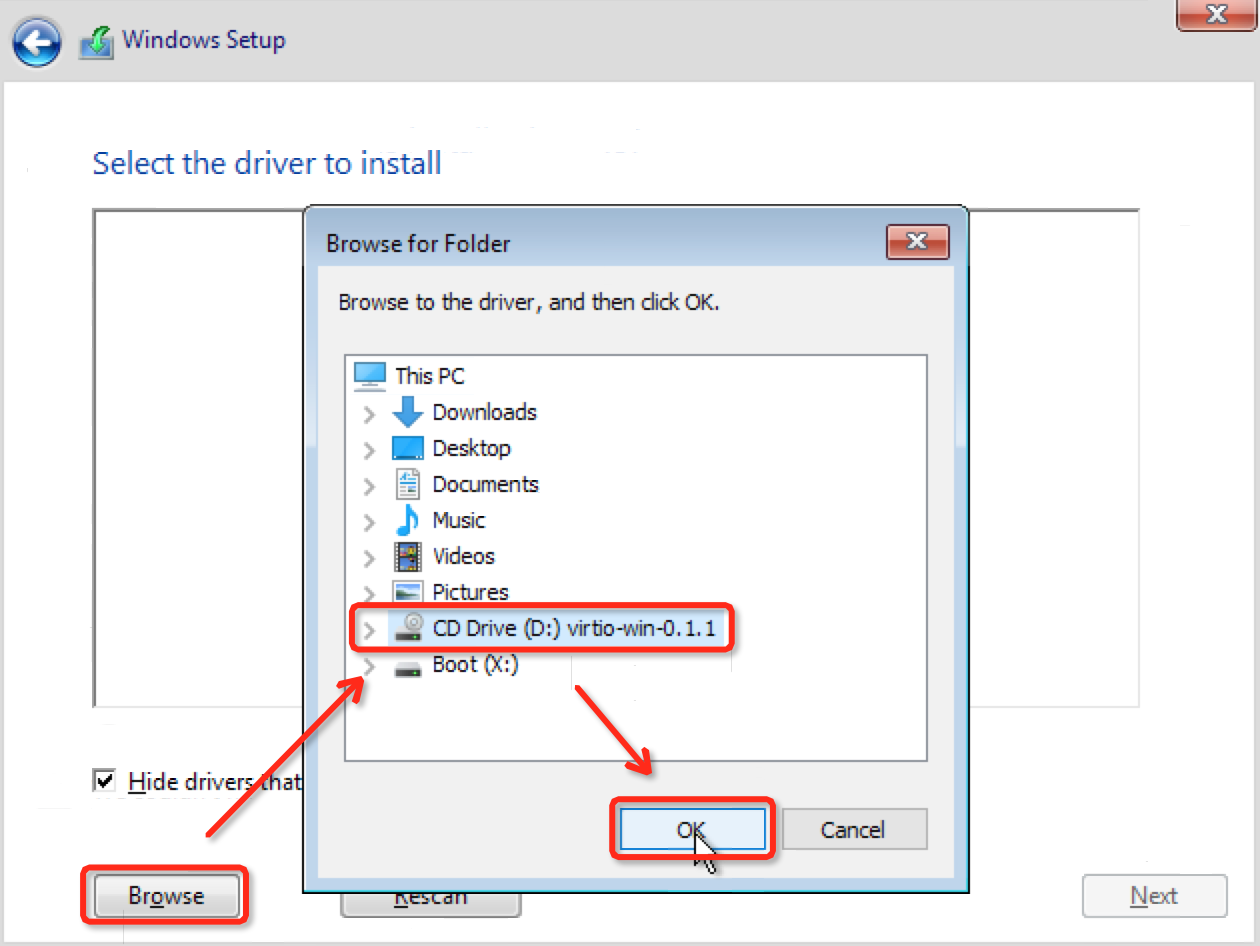 Windows Setup
Select the driver to install
Browse for Folder
Browse to the driver, and then click OK.
This PC
Downloads
Desktop
Documents
Music
Videos
Pictures
CD Drive (D:) virtio-win-0.1.1
Boot (X:)
Hide drivers that
OK
Cancel
Browse
Rescan
Next